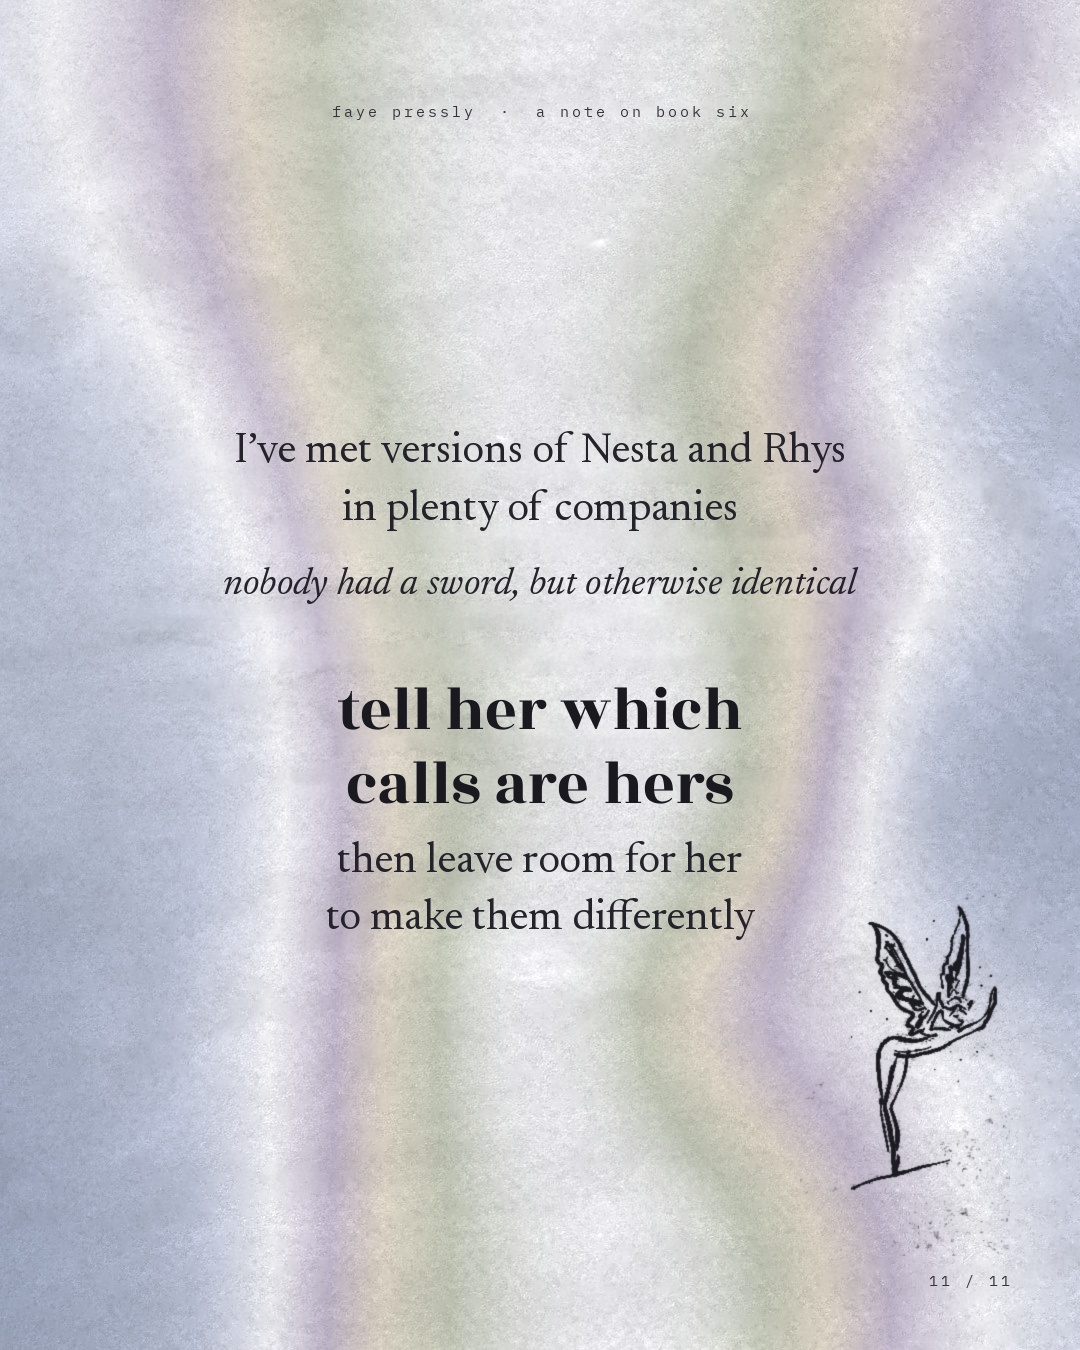 faye pressly · a note on book six
I’ve met versions of Nesta and Rhys
in plenty of companies
nobody had a sword, but otherwise identical
tell her which
calls are hers
then leave room for her
to make them differently
11 / 11